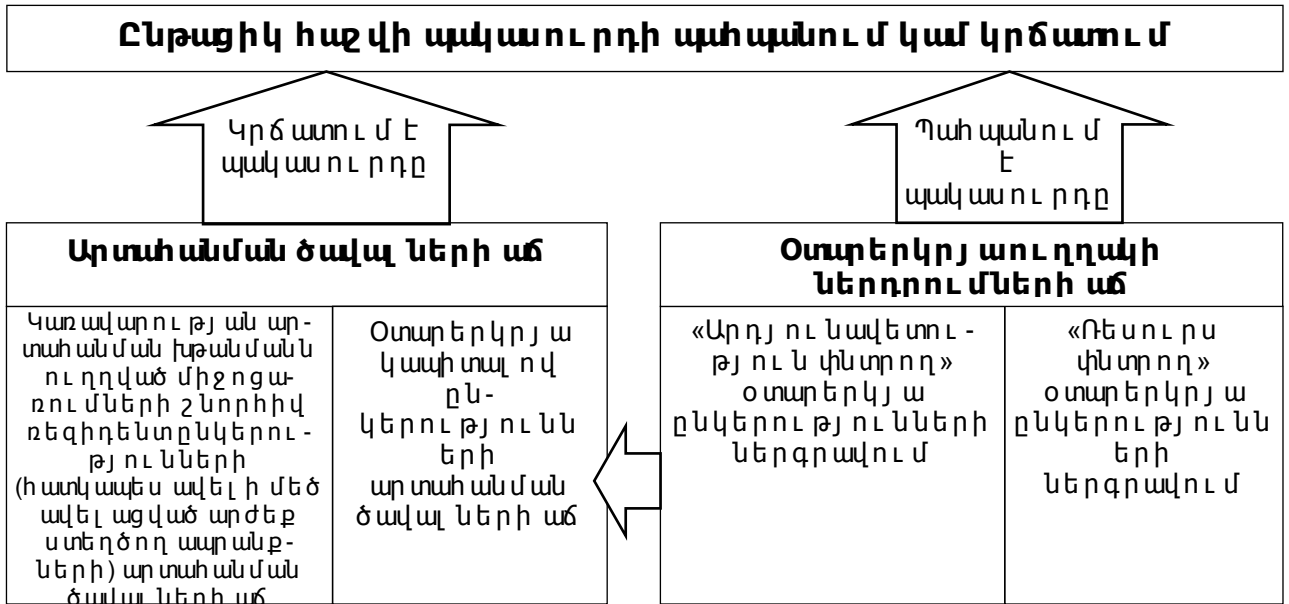 Ընթացիկ հաշվի պակասուրդի պահպանում կամ կրճատում
Կրճատում է
պակասուրդը
Պահպանում
է
պակասուրդը
Արտահանման ծավալների աճ
Կառավարության ար-
տահանման խթանմանն
ուղղված միջոցա-
ռումների շնորհիվ
ռեզիդենտընկերու-
թյունների
(հատկապես ավելի մեծ
ավելացված արժեք
ստեղծող ապրանք-
ների) արտահանման
ծավալների աճ
Օտարերկրյա
կապիտալով
ըն-
կերությունն
երի
արտահանման
ծավալների աճ
Օտարերկրյաուղղակի
ներդրումների աճ
«Արդյունավետու-
թյուն փնտրող»
օտարերկյա
ընկերությունների
ներգրավում
«Ռեսուրս
փնտրող»
օտարերկրյա
ընկերությունն
երի
ներգրավում